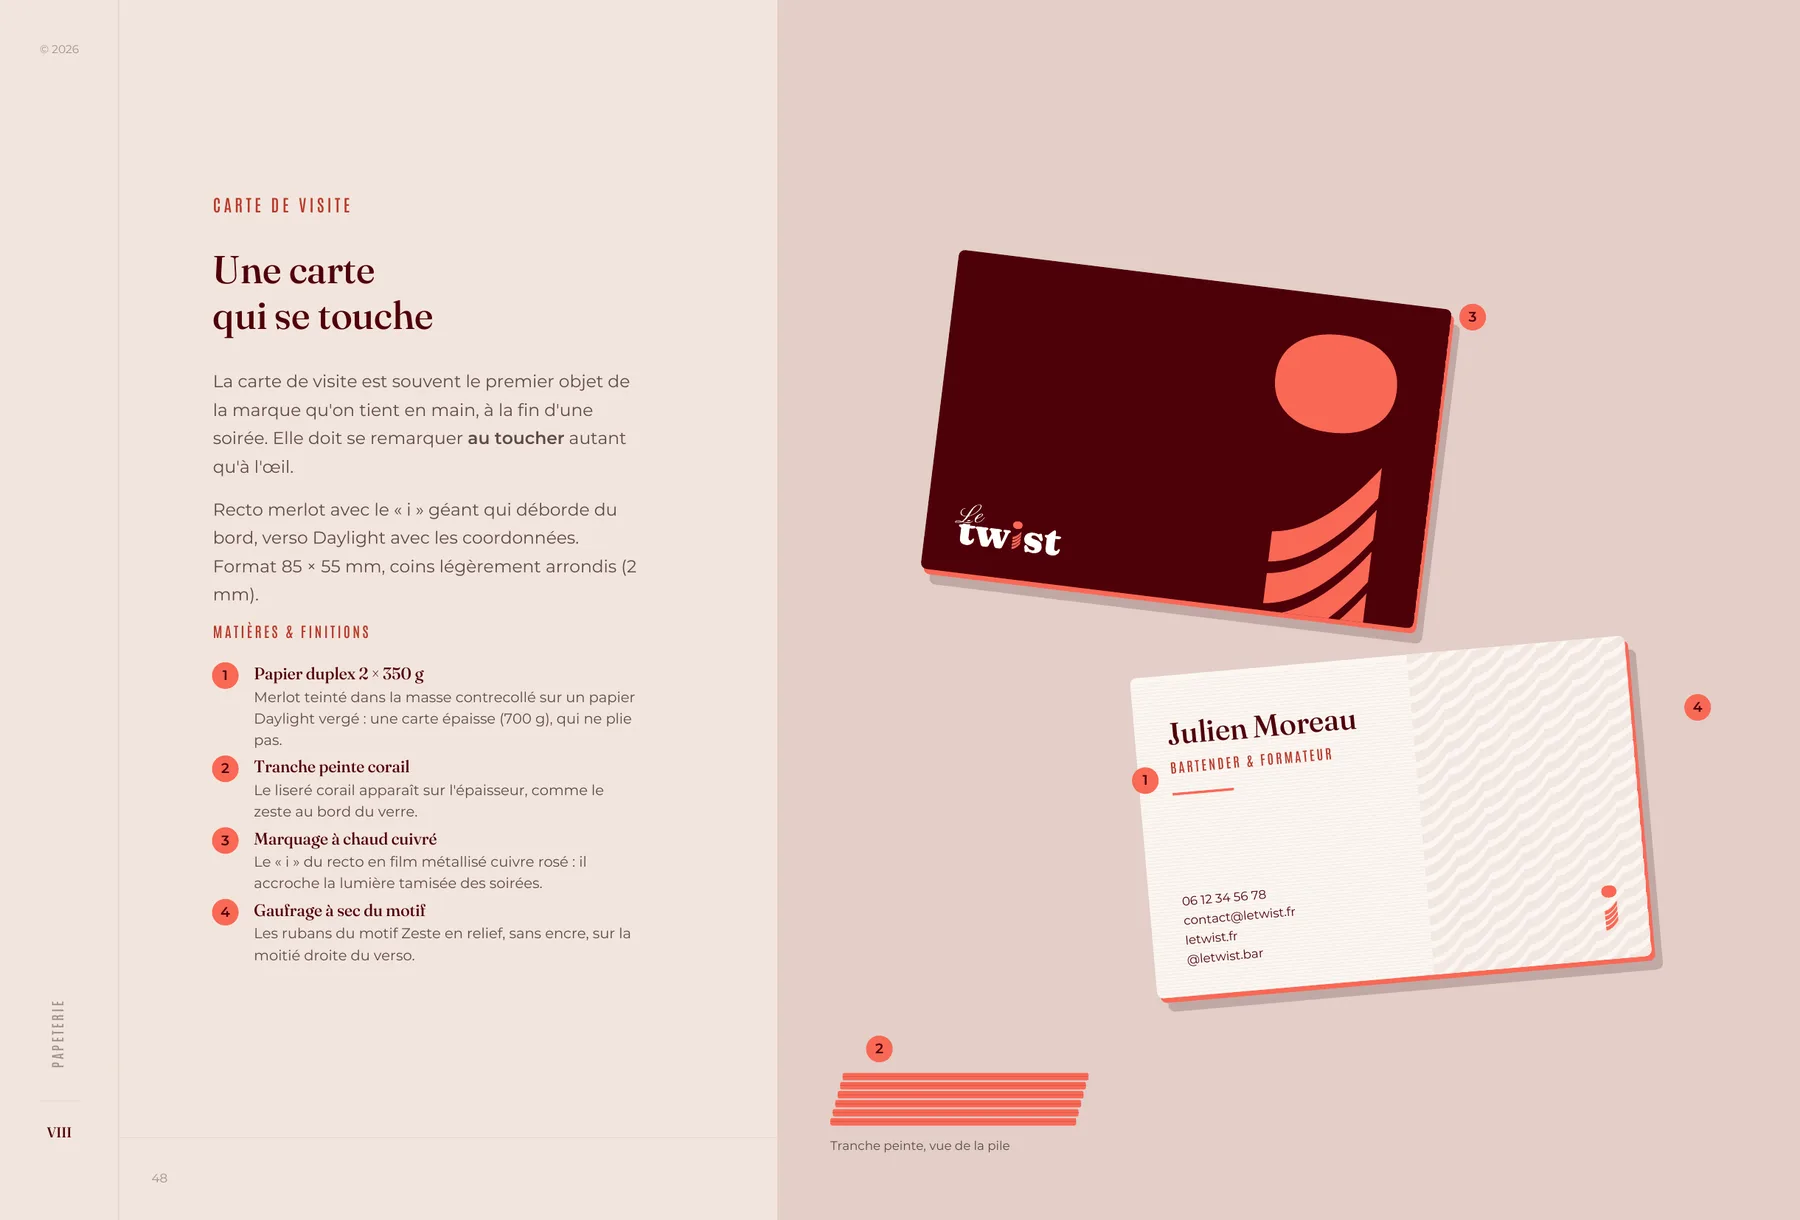 © 2026
CARTE DE VISITE
Une carte
qui se touche
La carte de visite est souvent le premier objet de
la marque qu'on tient en main, à la fin d'une
soirée. Elle doit se remarquer au toucher autant
qu'à l'œil.
Recto merlot avec le « i » géant qui déborde du
bord, verso Daylight avec les coordonnées.
Format 85 × 55 mm, coins légèrement arrondis (2
mm).
MATIÈRES & FINITIONS
1 Papier duplex 2 × 350 g
Merlot teinté dans la masse contrecollé sur un papier
Daylight vergé : une carte épaisse (700 g), qui ne plie
pas.
2 Tranche peinte corail
Le liseré corail apparaît sur l'épaisseur, comme le
zeste au bord du verre.
3 Marquage à chaud cuivré
Le « i » du recto en film métallisé cuivre rosé : il
accroche la lumière tamisée des soirées.
4 Gaufrage à sec du motif
Les rubans du motif Zeste en relief, sans encre, sur la
moitié droite du verso.
PAPETERIE
VIII
48
3
Le
twist
4
Julien Moreau
BARTENDER & FORMATEUR
1
06 12 34 56 78
contact@letwist.fr
letwist.fr
@letwist.bar
2
Tranche peinte, vue de la pile